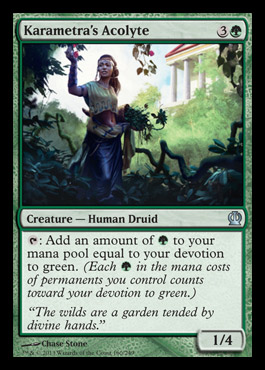 Karametra's Acolyte 3
Creature — Human Druid
: Add an amount of to your
mana pool equal to your devotion
to green. (Each in the mana costs
of permanents you control counts
toward your devotion to green.)
"The wilds are a garden tended by
divine hands."
1/4
Chase Stone